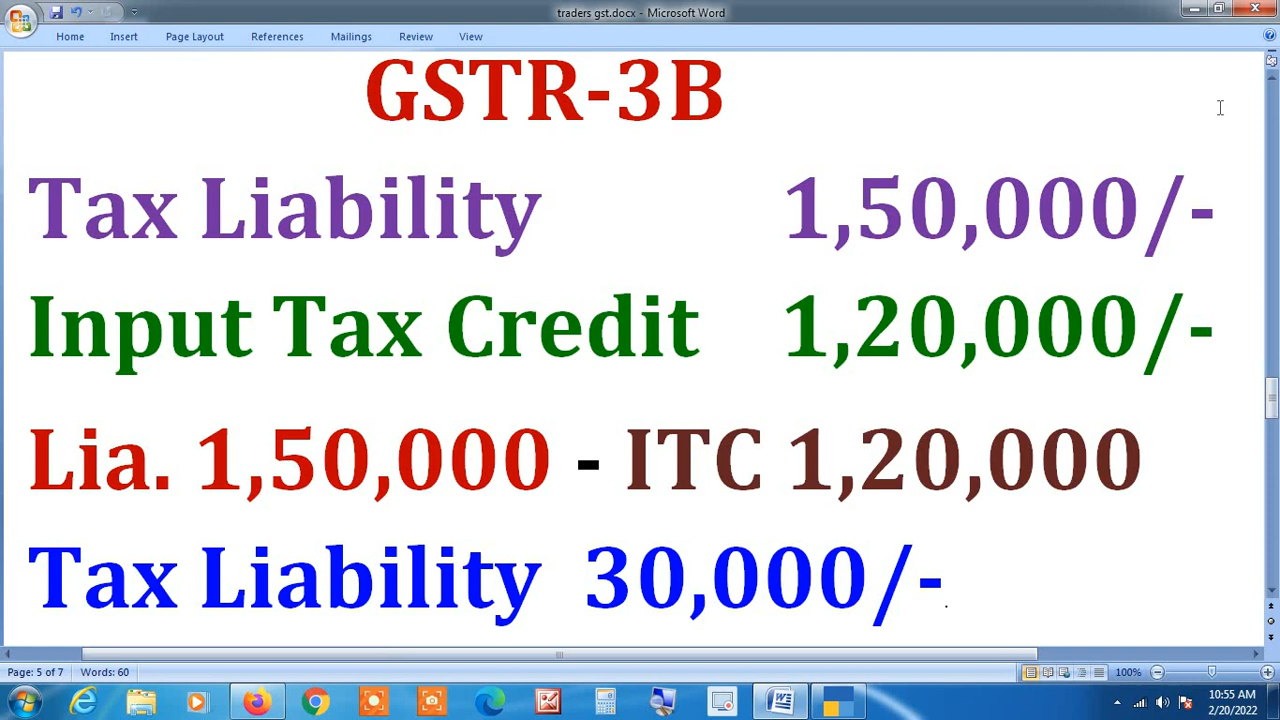 traders gst.docx - Microsoft Word
Home Insert Page Layout References Mailings Review View
GSTR-3B
Tax Liability 1,50,000/-
Input Tax Credit 1,20,000/-
Lia. 1,50,000 - ITC 1,20,000
Tax Liability 30,000/-.
Page: 5 of 7 Words: 60 100%
10:55 AM
2/20/2022